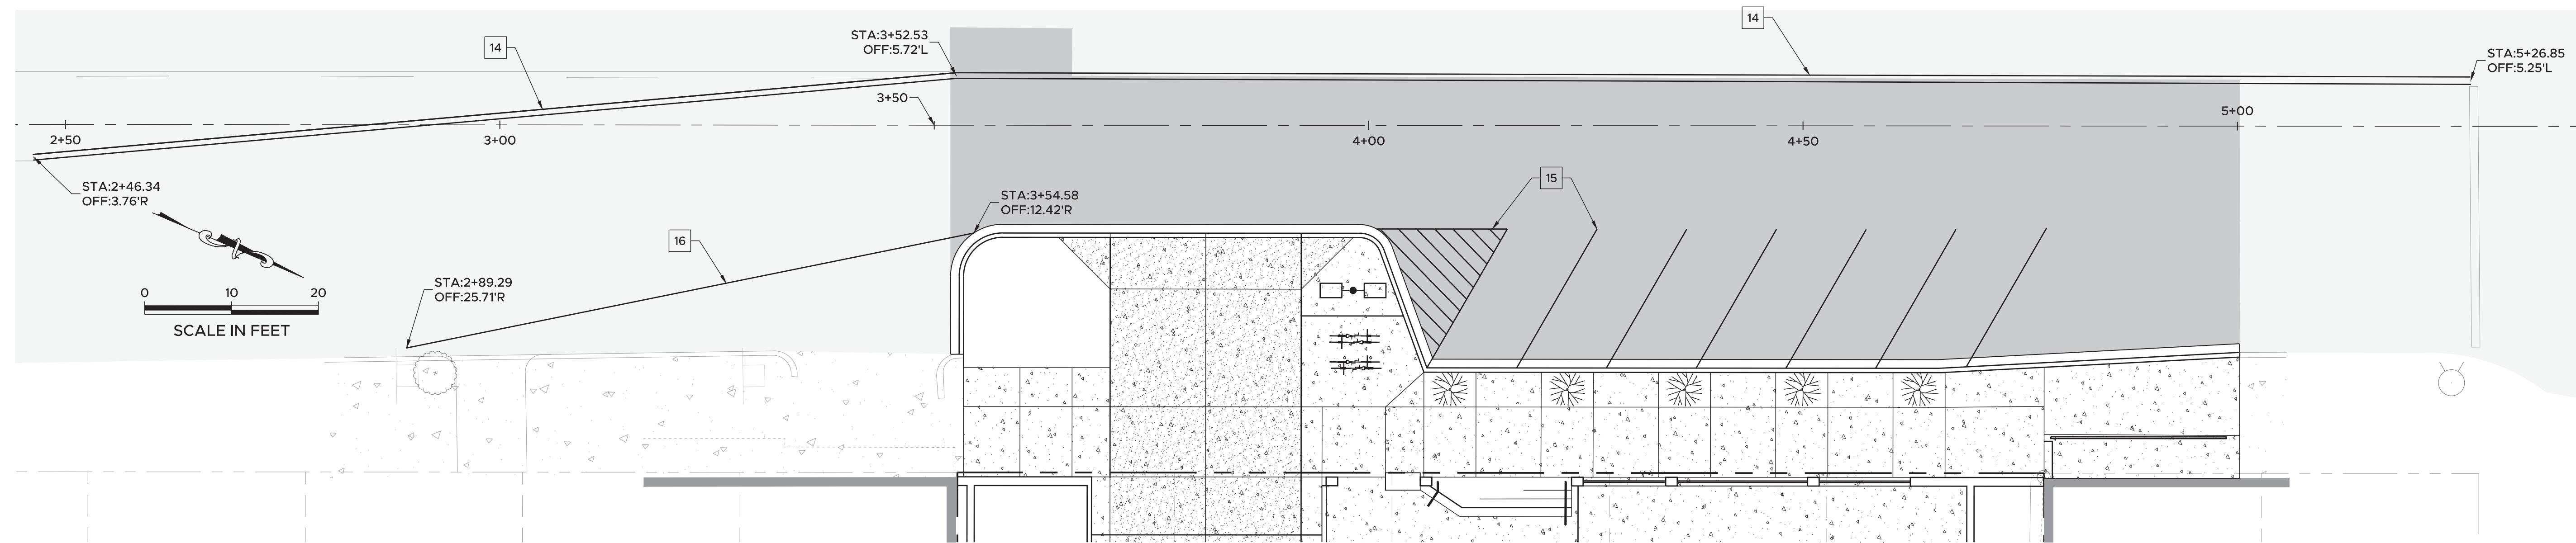 14
14
STA:3+52.53
OFF:5.72'L
STA:5+26.85
OFF:5.25'L
3+50
5+00
2+50
3+00
4+00
4+50
STA:2+46.34
OFF:3.76'R
15
STA:3+54.58
OFF:12.42'R
16
STA:2+89.29
OFF:25.71'R
0 10 20
SCALE IN FEET